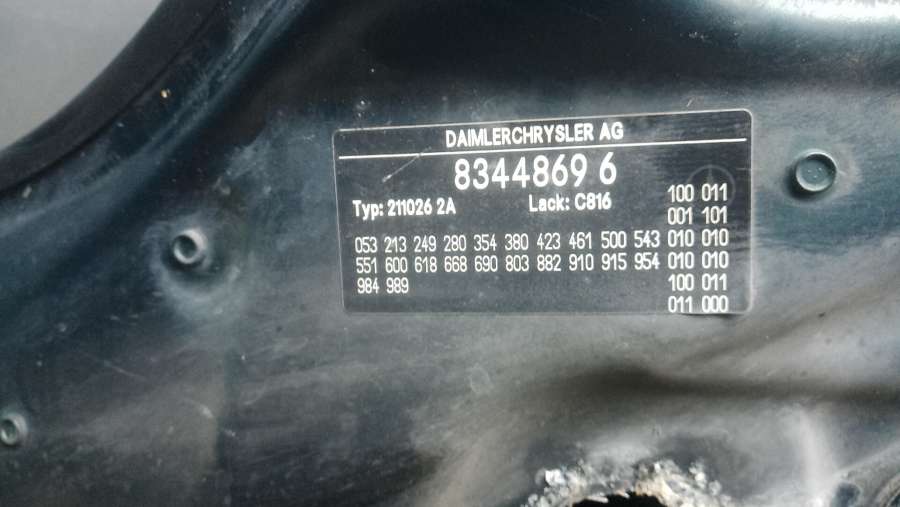 DAIMLERCHRYSLER AG
8344869 6
Typ: 211026 2A Lack: C816
100 011
001 101
053 213 249 280 354 380 423 461 500 543 010 010
551 600 618 668 690 803 882 910 915 954 010 010
984 989 100 011
011 000